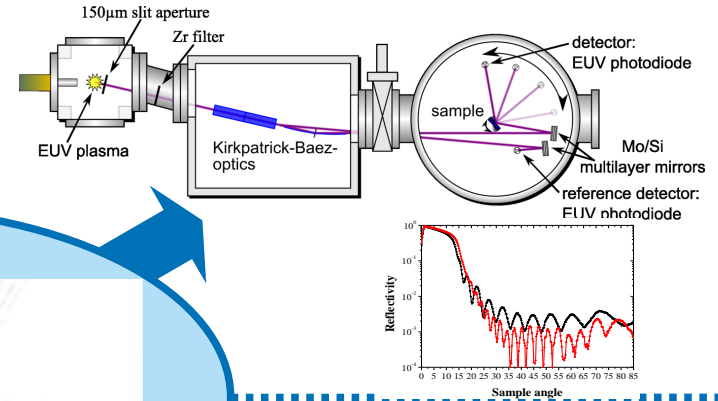 150µm slit aperture
Zr filter
detector:
EUV photodiode
sample
EUV plasma
Kirkpatrick-Baez-
optics
Mo/Si
multilayer mirrors
reference detector:
EUV photodiode
Reflectivity
10⁰
10⁻¹
10⁻²
10⁻³
10⁻⁴
0 5 10 15 20 25 30 35 40 45 50 55 60 65 70 75 80 85
Sample angle